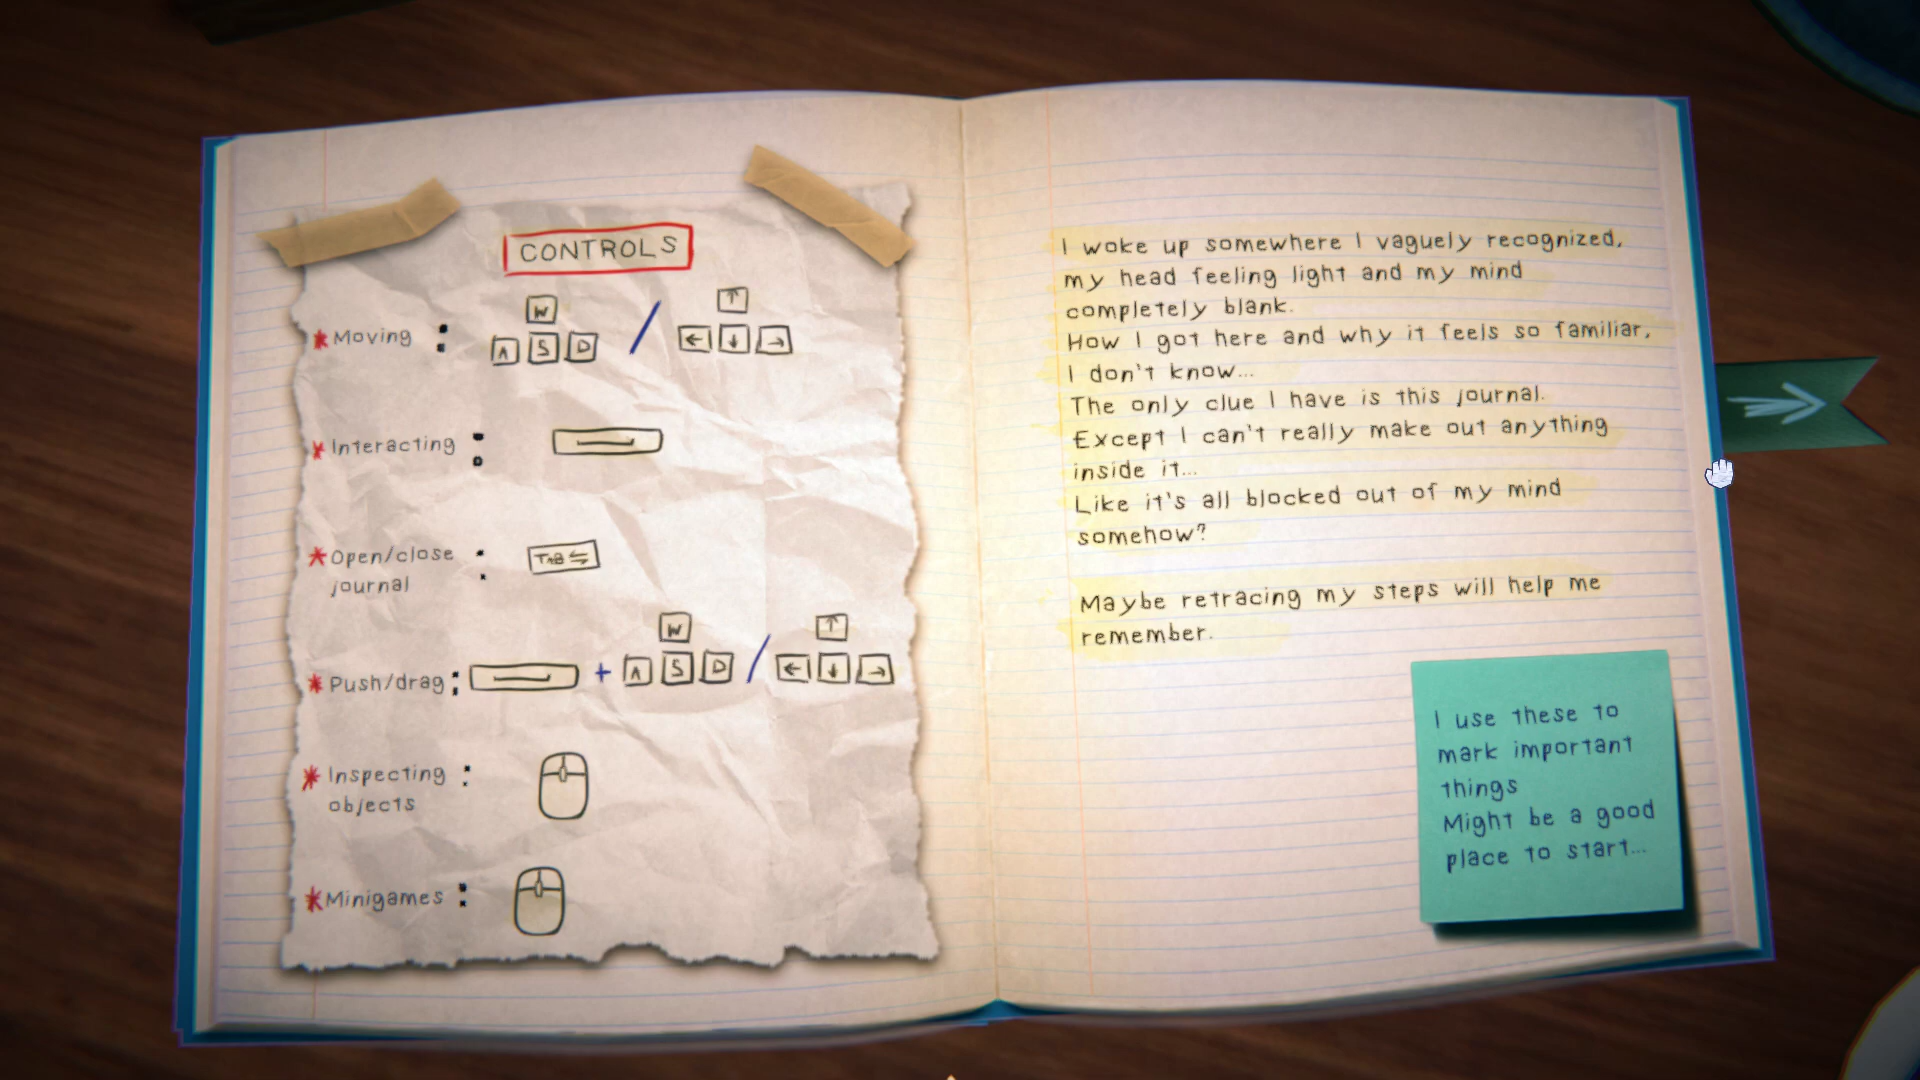 CONTROLS
W
↑
* Moving : A S D / ← ↓ →
* Interacting :
* Open/close : TAB ⇆
journal
W
↑
* Push/drag : + A S D / ← ↓ →
* Inspecting :
objects
* Minigames :
I woke up somewhere I vaguely recognized,
my head feeling light and my mind
completely blank.
How I got here and why it feels so familiar,
I don't know...
The only clue I have is this journal.
Except I can't really make out anything
inside it...
Like it's all blocked out of my mind
somehow?
Maybe retracing my steps will help me
remember.
I use these to
mark important
things
Might be a good
place to start...